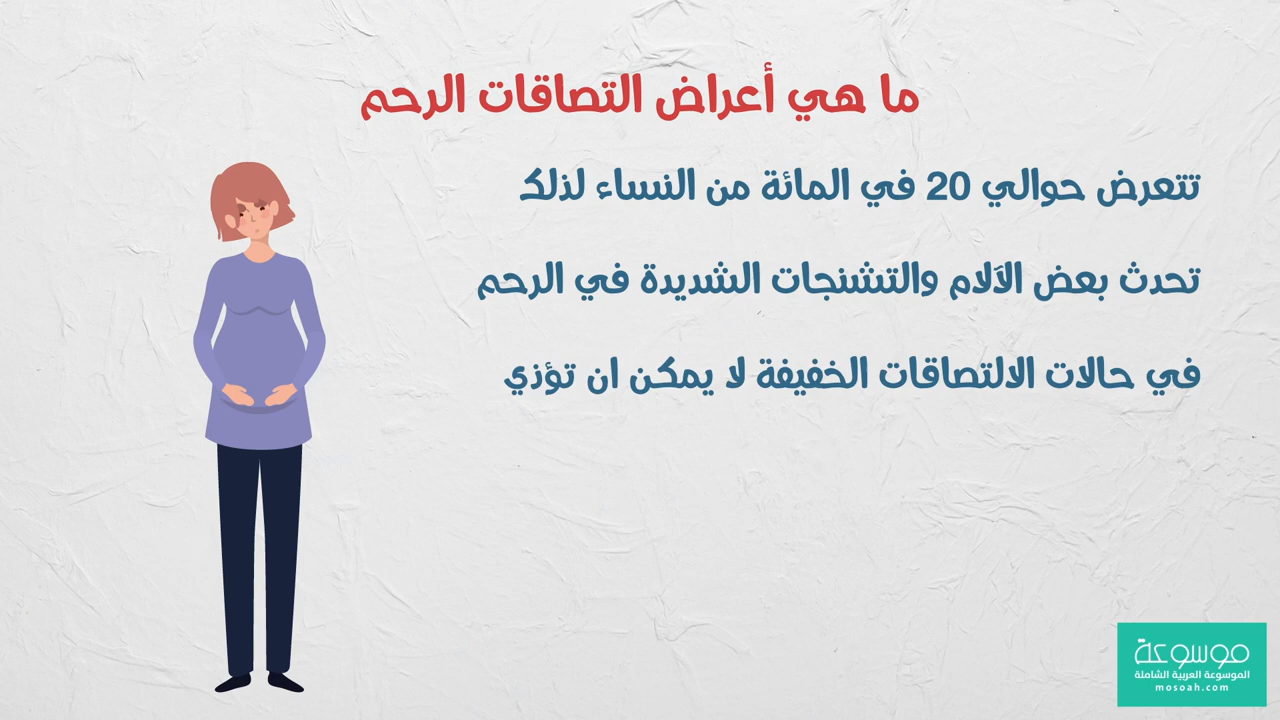 ما هي أعراض التصاقات الرحم
تتعرض حوالي 20 في المائة من النساء لذلك
تحدث بعض الآلام والتشنجات الشديدة في الرحم
في حالات الالتصاقات الخفيفة لا يمكن ان تؤذي
موسوعة
الموسوعة العربية الشاملة
mosoah.com